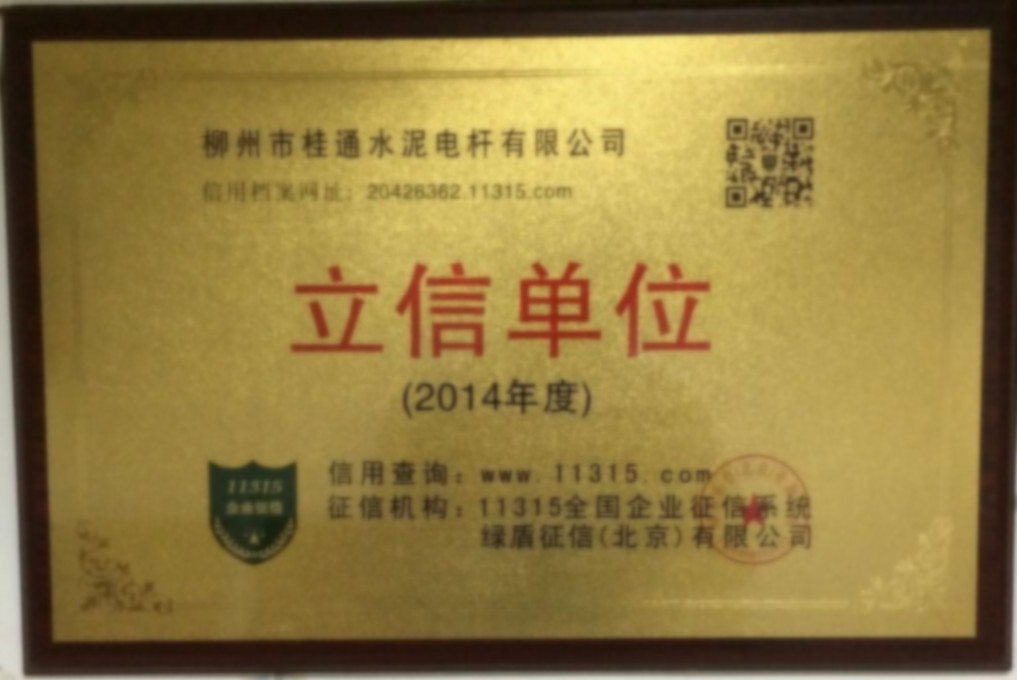 柳州市桂通水泥电杆有限公司
信用档案网址：20426362.11315.com
立信单位
(2014年度)
11315
信用查询：www.11315.com
征信机构：11315全国企业征信系统
绿盾征信(北京)有限公司